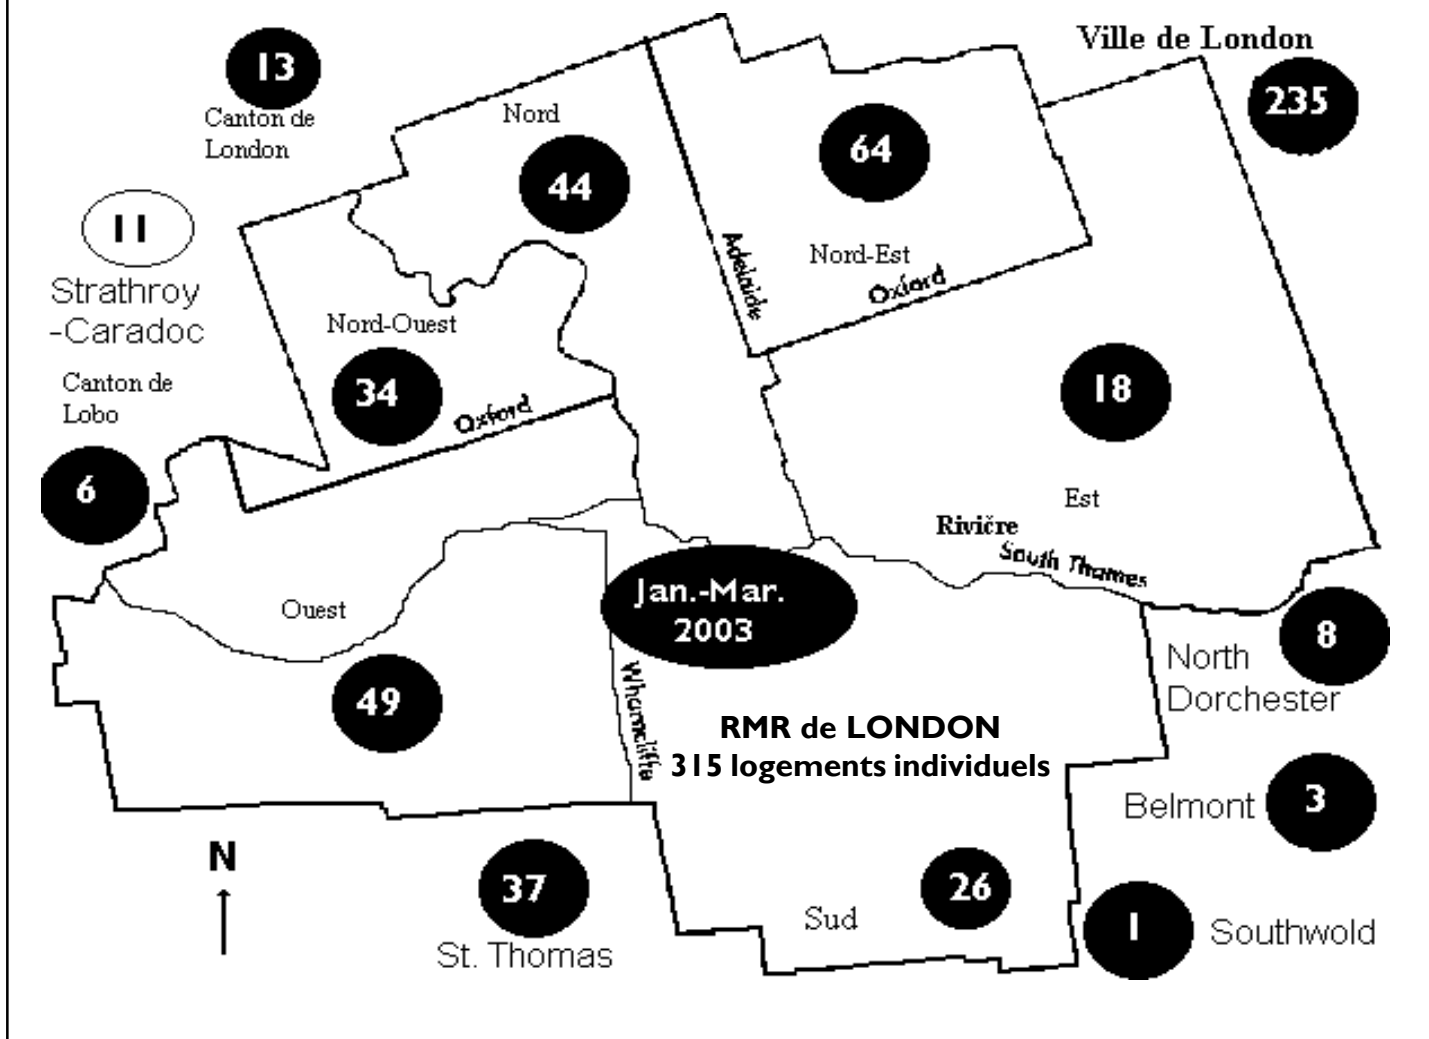 Ville de London
13
235
Canton de
London
Nord
64
44
11
Adelaide
Nord-Est
Oxford
Strathroy
-Caradoc
Nord-Ouest
Canton de
Lobo
34
18
Oxford
6
Est
Rivičre
South Thames
Jan.-Mar.
2003
Ouest
8
North
Dorchester
49
Wharncliffe
RMR de LONDON
315 logements individuels
Belmont
3
N
37
26
St. Thomas
Sud
1
Southwold